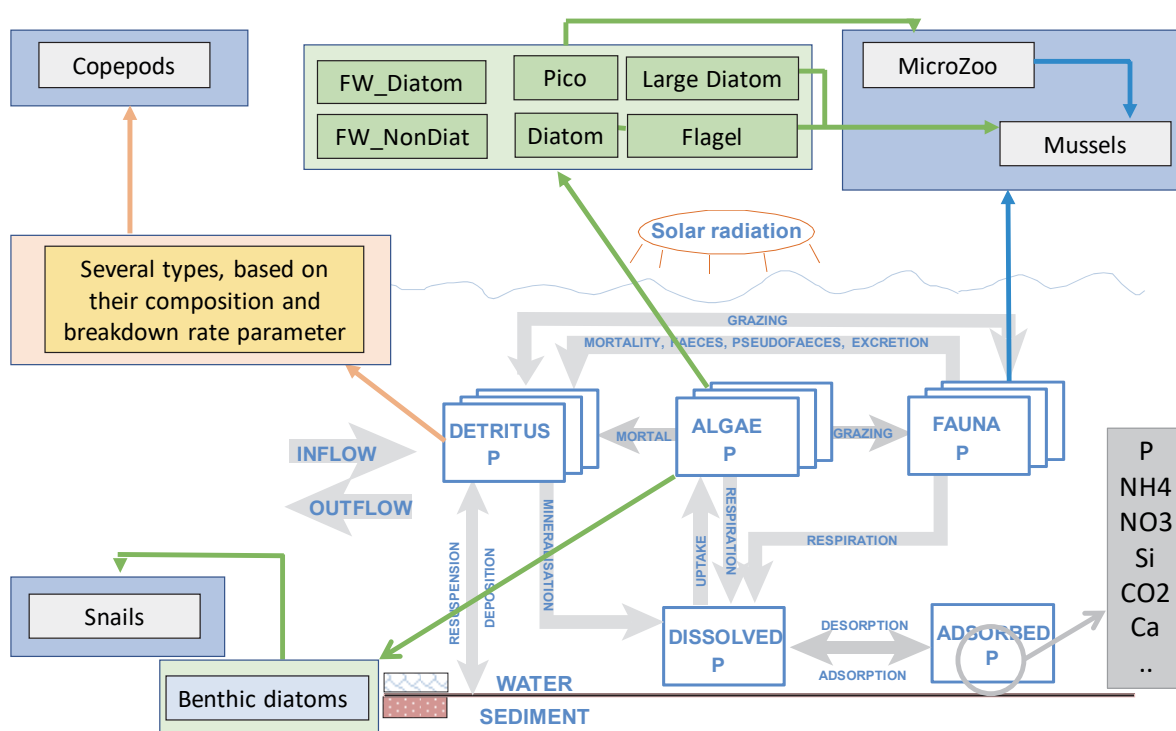 Copepods
FW_Diatom
Pico
Large Diatom
FW_NonDiat
Diatom
Flagel
MicroZoo
Mussels
Solar radiation
Several types, based on
their composition and
breakdown rate parameter
GRAZING
MORTALITY, FAECES, PSEUDOFAECES, EXCRETION
DETRITUS
P
MORTAL
ALGAE
P
GRAZING
FAUNA
P
INFLOW
OUTFLOW
RESUSPENSION
DEPOSITION
MINERALISATION
UPTAKE
RESPIRATION
RESPIRATION
P
NH4
NO3
Si
CO2
Ca
..
Snails
DISSOLVED
P
DESORPTION
ADSORPTION
ADSORBED
P
Benthic diatoms
WATER
SEDIMENT